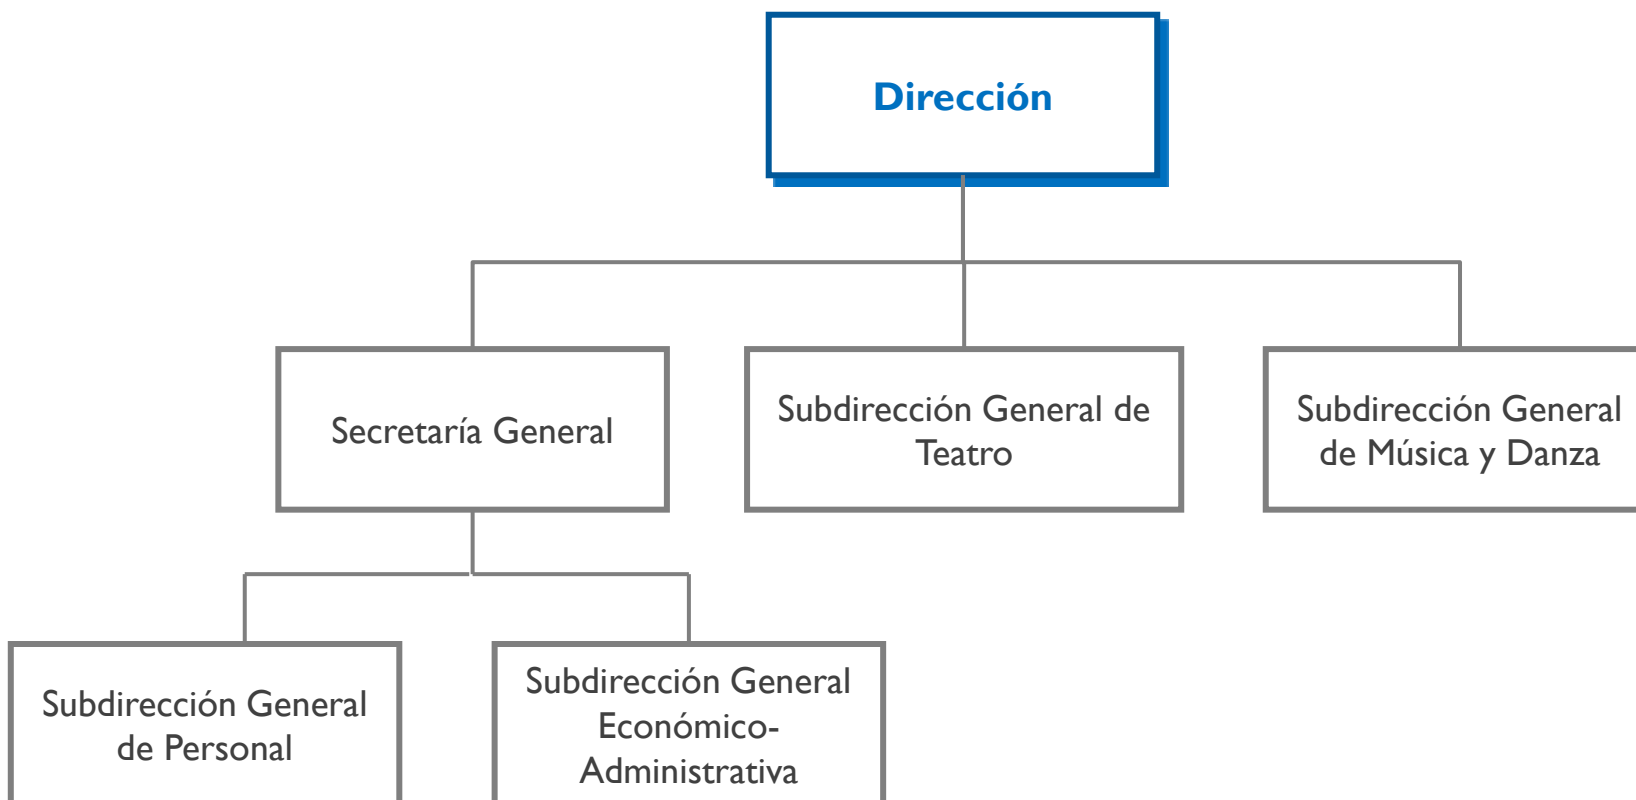 Dirección
Secretaría General
Subdirección General de
Teatro
Subdirección General
de Música y Danza
Subdirección General
de Personal
Subdirección General
Económico-
Administrativa